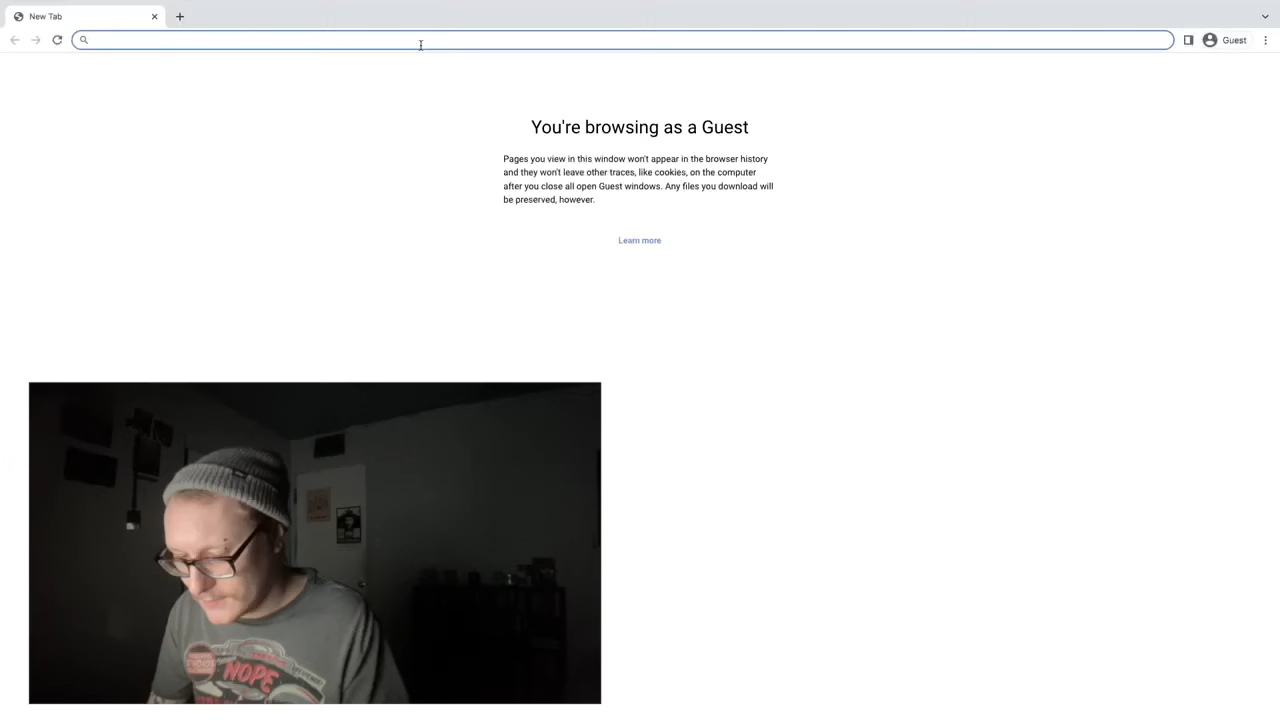 New Tab
Guest
You're browsing as a Guest
Pages you view in this window won't appear in the browser history
and they won't leave other traces, like cookies, on the computer
after you close all open Guest windows. Any files you download will
be preserved, however.
Learn more
NOPE